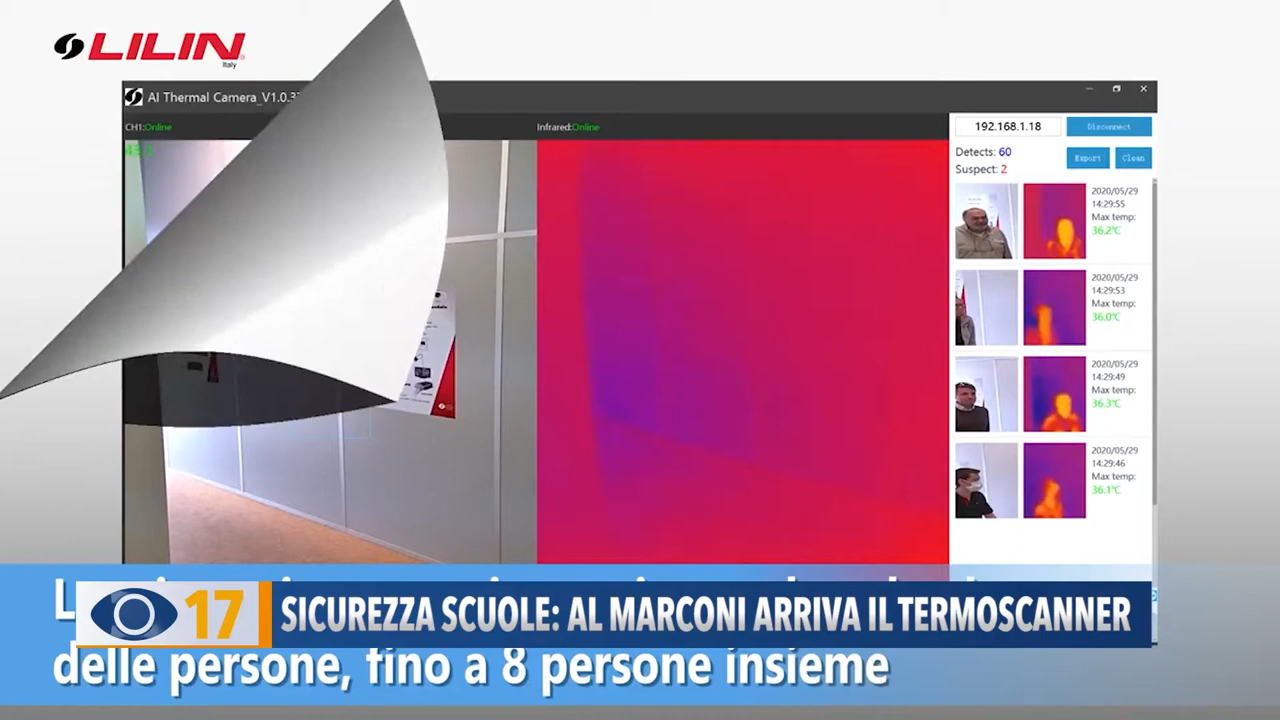 LILIN
Italy
AI Thermal Camera_V1.0.3
CH1:Online
Infrared:Online
192.168.1.18
Disconnect
Detects: 60
Suspect: 2
Export
Clean
2020/05/29
14:29:55
Max temp:
36.2℃
2020/05/29
14:29:53
Max temp:
36.0℃
2020/05/29
14:29:49
Max temp:
36.3℃
2020/05/29
14:29:46
Max temp:
36.1℃
17
SICUREZZA SCUOLE: AL MARCONI ARRIVA IL TERMOSCANNER
delle persone, fino a 8 persone insieme